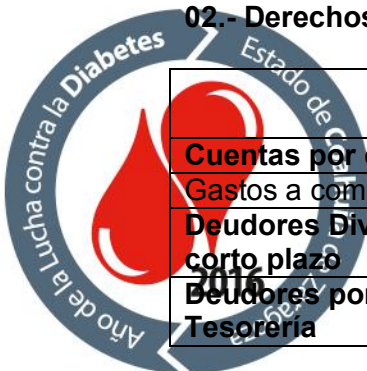 02.- Derechos
Año de la Lucha contra la Diabetes
Estado de
Cuentas por
Gastos a com
Deudores Div
corto plazo
2016
Deudores por
Tesorería